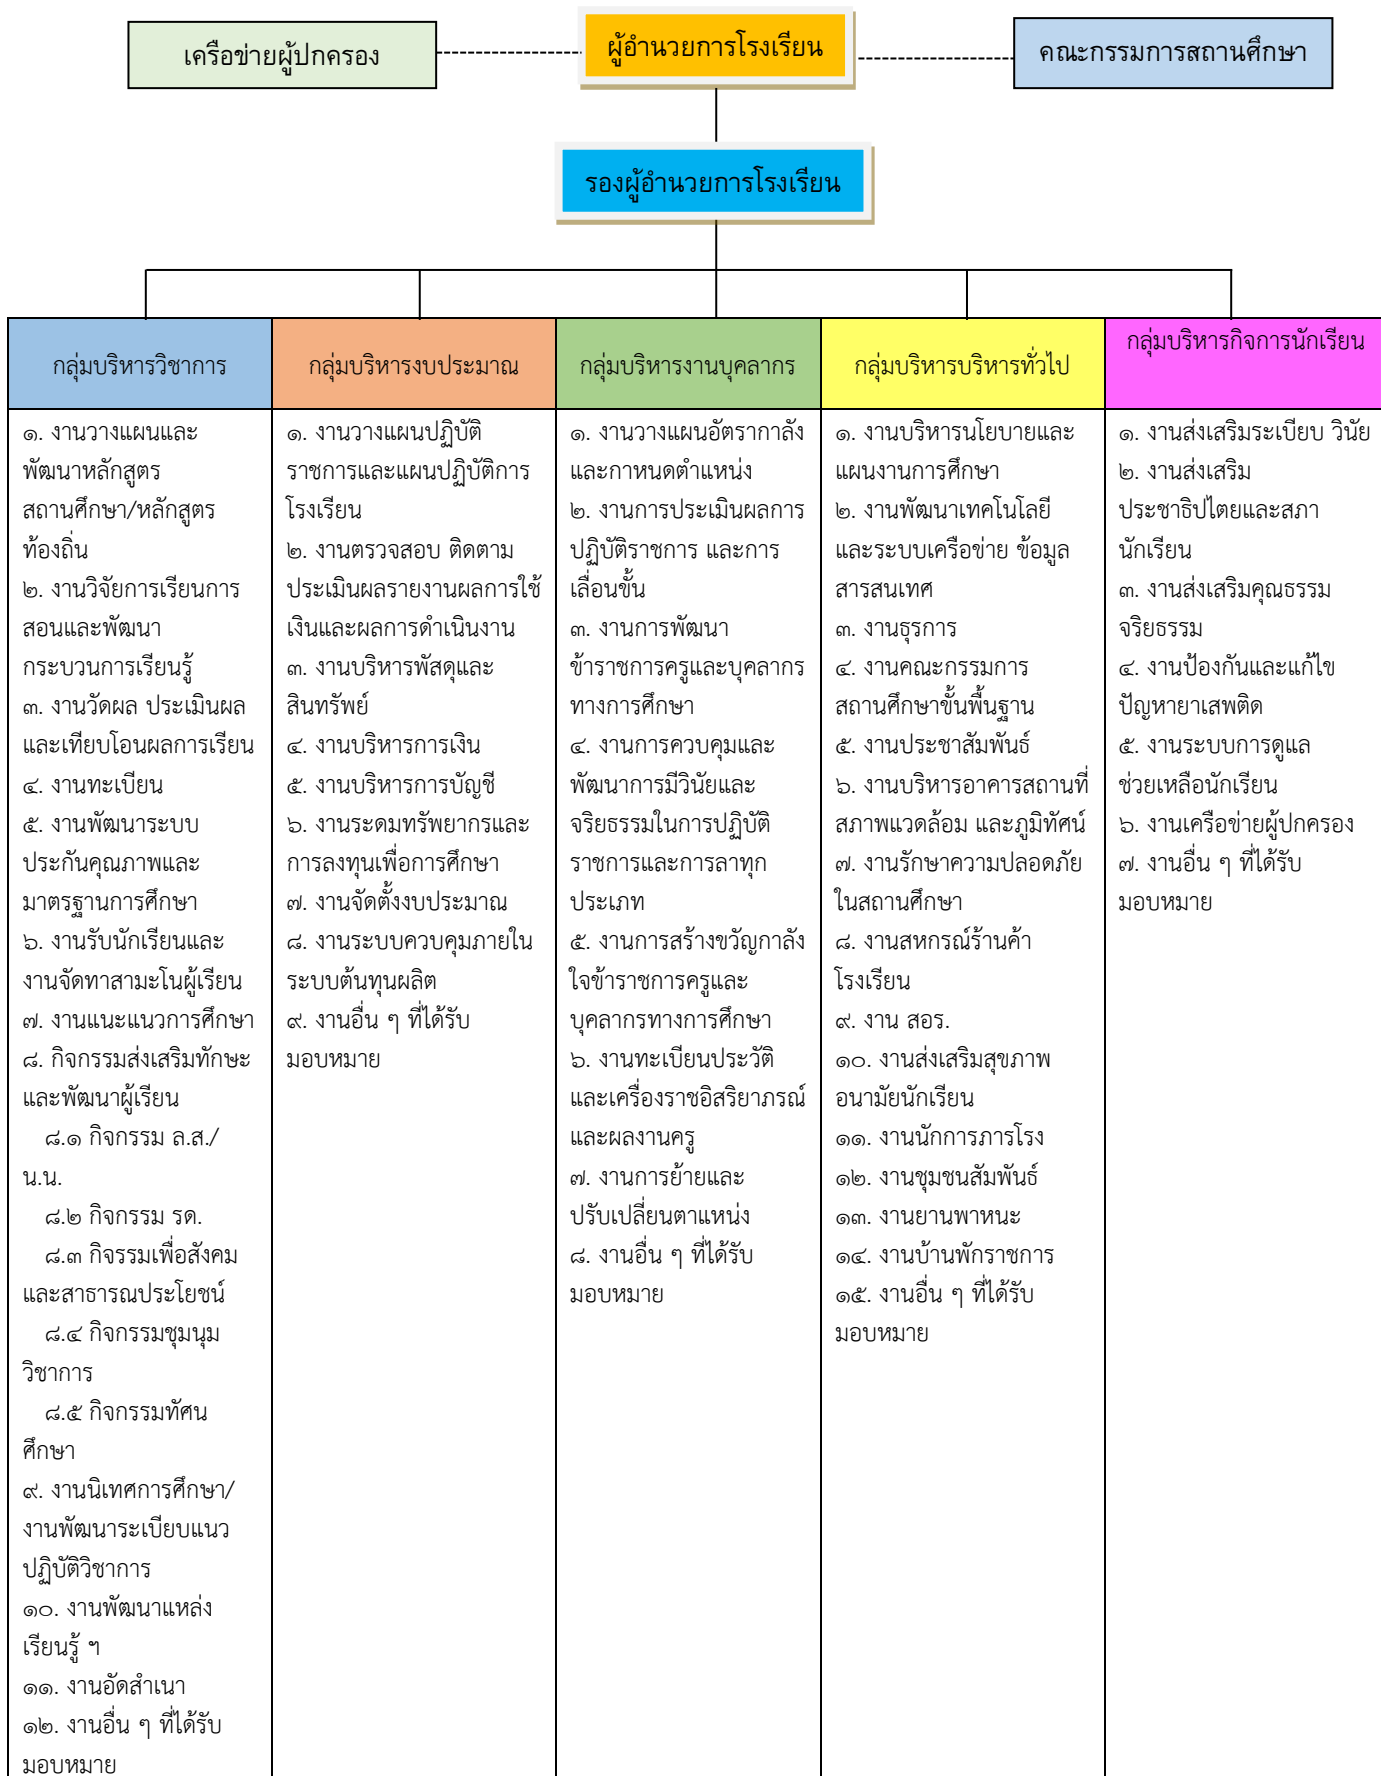 เครือข่ายผู้ปกครอง
ผู้อำนวยการโรงเรียน
คณะกรรมการสถานศึกษา
รองผู้อำนวยการโรงเรียน
กลุ่มบริหารวิชาการ
กลุ่มบริหารงบประมาณ
กลุ่มบริหารงานบุคลากร
กลุ่มบริหารบริหารทั่วไป
กลุ่มบริหารกิจการนักเรียน
๑. งานวางแผนและ
พัฒนาหลักสูตร
สถานศึกษา/หลักสูตร
ท้องถิ่น
๒. งานวิจัยการเรียนการ
สอนและพัฒนา
กระบวนการเรียนรู้
๓. งานวัดผล ประเมินผล
และเทียบโอนผลการเรียน
๔. งานทะเบียน
๕. งานพัฒนาระบบ
ประกันคุณภาพและ
มาตรฐานการศึกษา
๖. งานรับนักเรียนและ
งานจัดทาสามะโนผู้เรียน
๗. งานแนะแนวการศึกษา
๘. กิจกรรมส่งเสริมทักษะ
และพัฒนาผู้เรียน
๘.๑ กิจกรรม ล.ส./
น.น.
๘.๒ กิจกรรม รด.
๘.๓ กิจรรมเพื่อสังคม
และสาธารณประโยชน์
๘.๔ กิจกรรมชุมนุม
วิชาการ
๘.๕ กิจกรรมทัศน
ศึกษา
๙. งานนิเทศการศึกษา/
งานพัฒนาระเบียบแนว
ปฏิบัติวิชาการ
๑๐. งานพัฒนาแหล่ง
เรียนรู้ ฯ
๑๑. งานอัดสำเนา
๑๒. งานอื่น ๆ ที่ได้รับ
มอบหมาย
๑. งานวางแผนปฏิบัติ
ราชการและแผนปฏิบัติการ
โรงเรียน
๒. งานตรวจสอบ ติดตาม
ประเมินผลรายงานผลการใช้
เงินและผลการดำเนินงาน
๓. งานบริหารพัสดุและ
สินทรัพย์
๔. งานบริหารการเงิน
๕. งานบริหารการบัญชี
๖. งานระดมทรัพยากรและ
การลงทุนเพื่อการศึกษา
๗. งานจัดตั้งงบประมาณ
๘. งานระบบควบคุมภายใน
ระบบต้นทุนผลิต
๙. งานอื่น ๆ ที่ได้รับ
มอบหมาย
๑. งานวางแผนอัตรากาลัง
และกาหนดตำแหน่ง
๒. งานการประเมินผลการ
ปฏิบัติราชการ และการ
เลื่อนขั้น
๓. งานการพัฒนา
ข้าราชการครูและบุคลากร
ทางการศึกษา
๔. งานการควบคุมและ
พัฒนาการมีวินัยและ
จริยธรรมในการปฏิบัติ
ราชการและการลาทุก
ประเภท
๕. งานการสร้างขวัญกาลัง
ใจข้าราชการครูและ
บุคลากรทางการศึกษา
๖. งานทะเบียนประวัติ
และเครื่องราชอิสริยาภรณ์
และผลงานครู
๗. งานการย้ายและ
ปรับเปลี่ยนตาแหน่ง
๘. งานอื่น ๆ ที่ได้รับ
มอบหมาย
๑. งานบริหารนโยบายและ
แผนงานการศึกษา
๒. งานพัฒนาเทคโนโลยี
และระบบเครือข่าย ข้อมูล
สารสนเทศ
๓. งานธุรการ
๔. งานคณะกรรมการ
สถานศึกษาขั้นพื้นฐาน
๕. งานประชาสัมพันธ์
๖. งานบริหารอาคารสถานที่
สภาพแวดล้อม และภูมิทัศน์
๗. งานรักษาความปลอดภัย
ในสถานศึกษา
๘. งานสหกรณ์ร้านค้า
โรงเรียน
๙. งาน สอร.
๑๐. งานส่งเสริมสุขภาพ
อนามัยนักเรียน
๑๑. งานนักการภารโรง
๑๒. งานชุมชนสัมพันธ์
๑๓. งานยานพาหนะ
๑๔. งานบ้านพักราชการ
๑๕. งานอื่น ๆ ที่ได้รับ
มอบหมาย
๑. งานส่งเสริมระเบียบ วินัย
๒. งานส่งเสริม
ประชาธิปไตยและสภา
นักเรียน
๓. งานส่งเสริมคุณธรรม
จริยธรรม
๔. งานป้องกันและแก้ไข
ปัญหายาเสพติด
๕. งานระบบการดูแล
ช่วยเหลือนักเรียน
๖. งานเครือข่ายผู้ปกครอง
๗. งานอื่น ๆ ที่ได้รับ
มอบหมาย